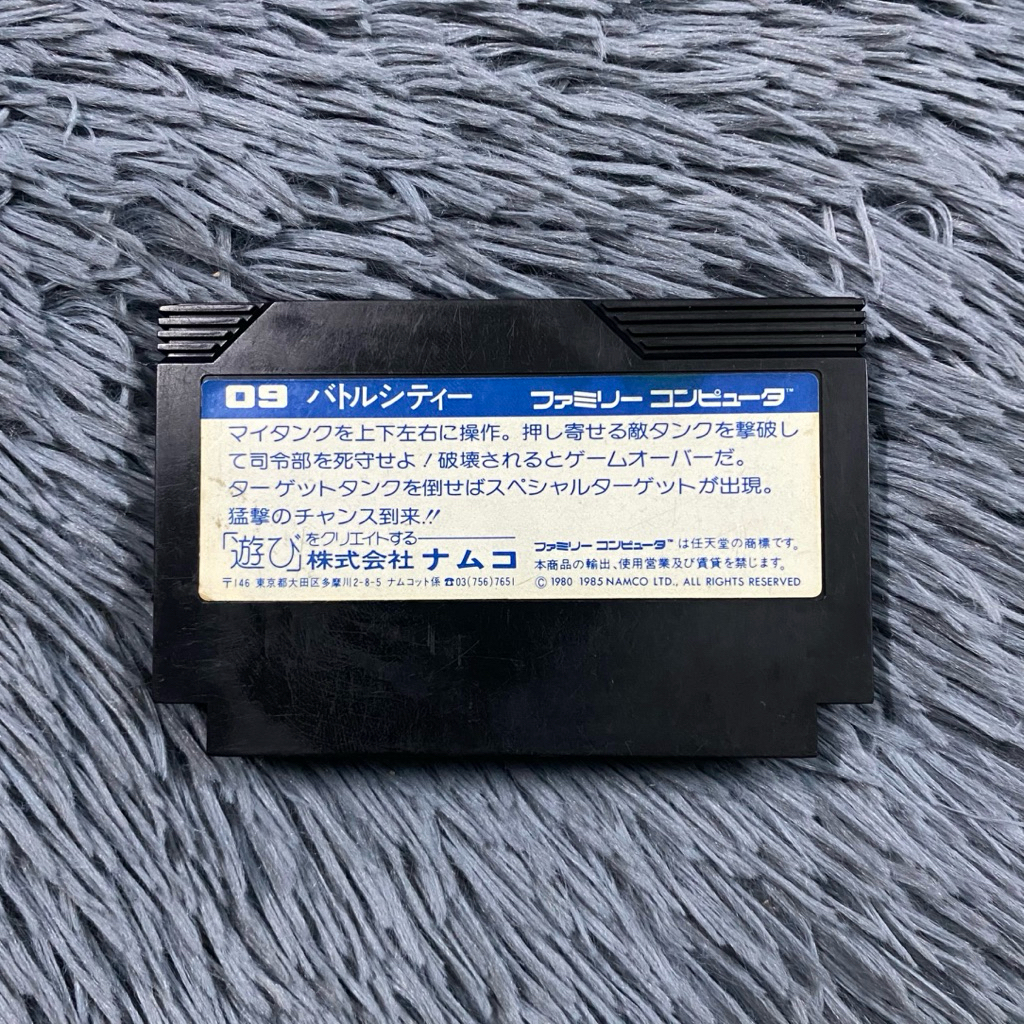 09 バトルシティー ファミリー コンピュータ™
マイタンクを上下左右に操作。押し寄せる敵タンクを撃破し
て司令部を死守せよ!破壊されるとゲームオーバーだ。
ターゲットタンクを倒せばスペシャルターゲットが出現。
猛撃のチャンス到来!!
「遊び」をクリエイトする
株式会社 ナムコ
〒146 東京都大田区多摩川2-8-5 ナムコット係 ☎03(756)7651
ファミリー コンピュータ™ は任天堂の商標です。
本商品の輸出、使用営業及び賃貸を禁じます。
©1980 1985 NAMCO LTD., ALL RIGHTS RESERVED